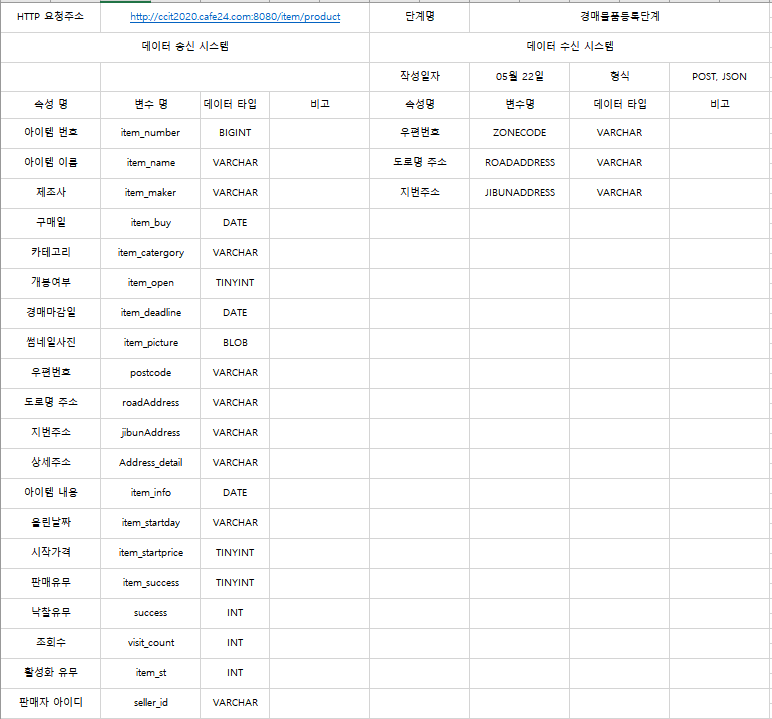 HTTP 요청주소 http://ccit2020.cafe24.com:8080/item/product 단계명 경매물품등록단계
데이터 송신 시스템 데이터 수신 시스템
작성일자 05월 22일 형식 POST, JSON
속성 명 변수 명 데이터 타입 비고 속성명 변수명 데이터 타입 비고
아이템 번호 item_number BIGINT 우편번호 ZONECODE VARCHAR
아이템 이름 item_name VARCHAR 도로명 주소 ROADADDRESS VARCHAR
제조사 item_maker VARCHAR 지번주소 JIBUNADDRESS VARCHAR
구매일 item_buy DATE
카테고리 item_catergory VARCHAR
개봉여부 item_open TINYINT
경매마감일 item_deadline DATE
썸네일사진 item_picture BLOB
우편번호 postcode VARCHAR
도로명 주소 roadAddress VARCHAR
지번주소 jibunAddress VARCHAR
상세주소 Address_detail VARCHAR
아이템 내용 item_info DATE
올린날짜 item_startday VARCHAR
시작가격 item_startprice TINYINT
판매유무 item_success TINYINT
낙찰유무 success INT
조회수 visit_count INT
활성화 유무 item_st INT
판매자 아이디 seller_id VARCHAR